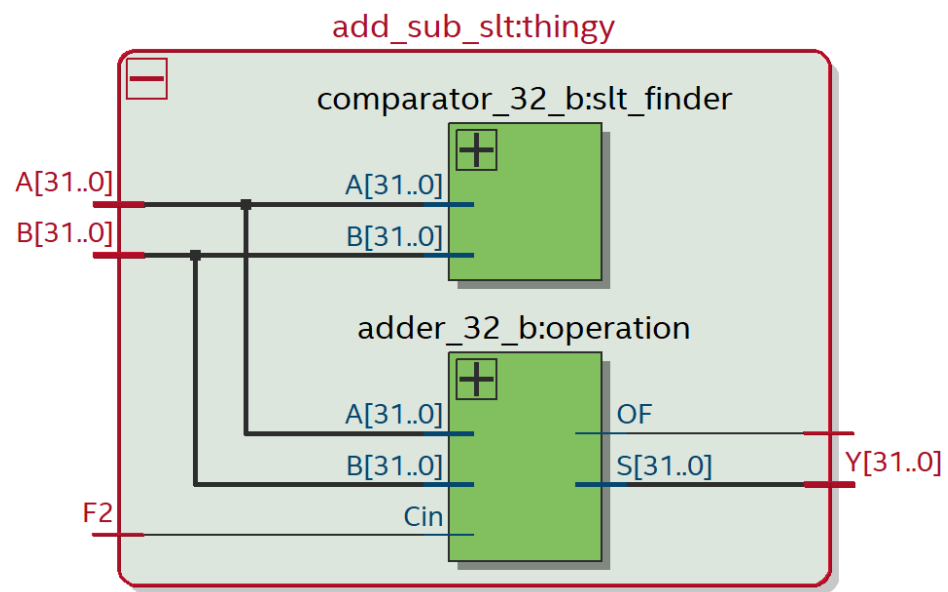 add_sub_slt:thingy
comparator_32_b:slt_finder
A[31..0]
A[31..0]
B[31..0]
B[31..0]
adder_32_b:operation
A[31..0]
OF
B[31..0]
S[31..0]
Y[31..0]
F2
Cin